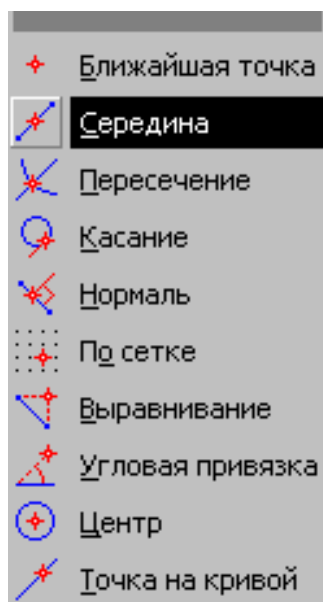 Ближайшая точка
Середина
Пересечение
Касание
Нормаль
По сетке
Выравнивание
Угловая привязка
Центр
Точка на кривой